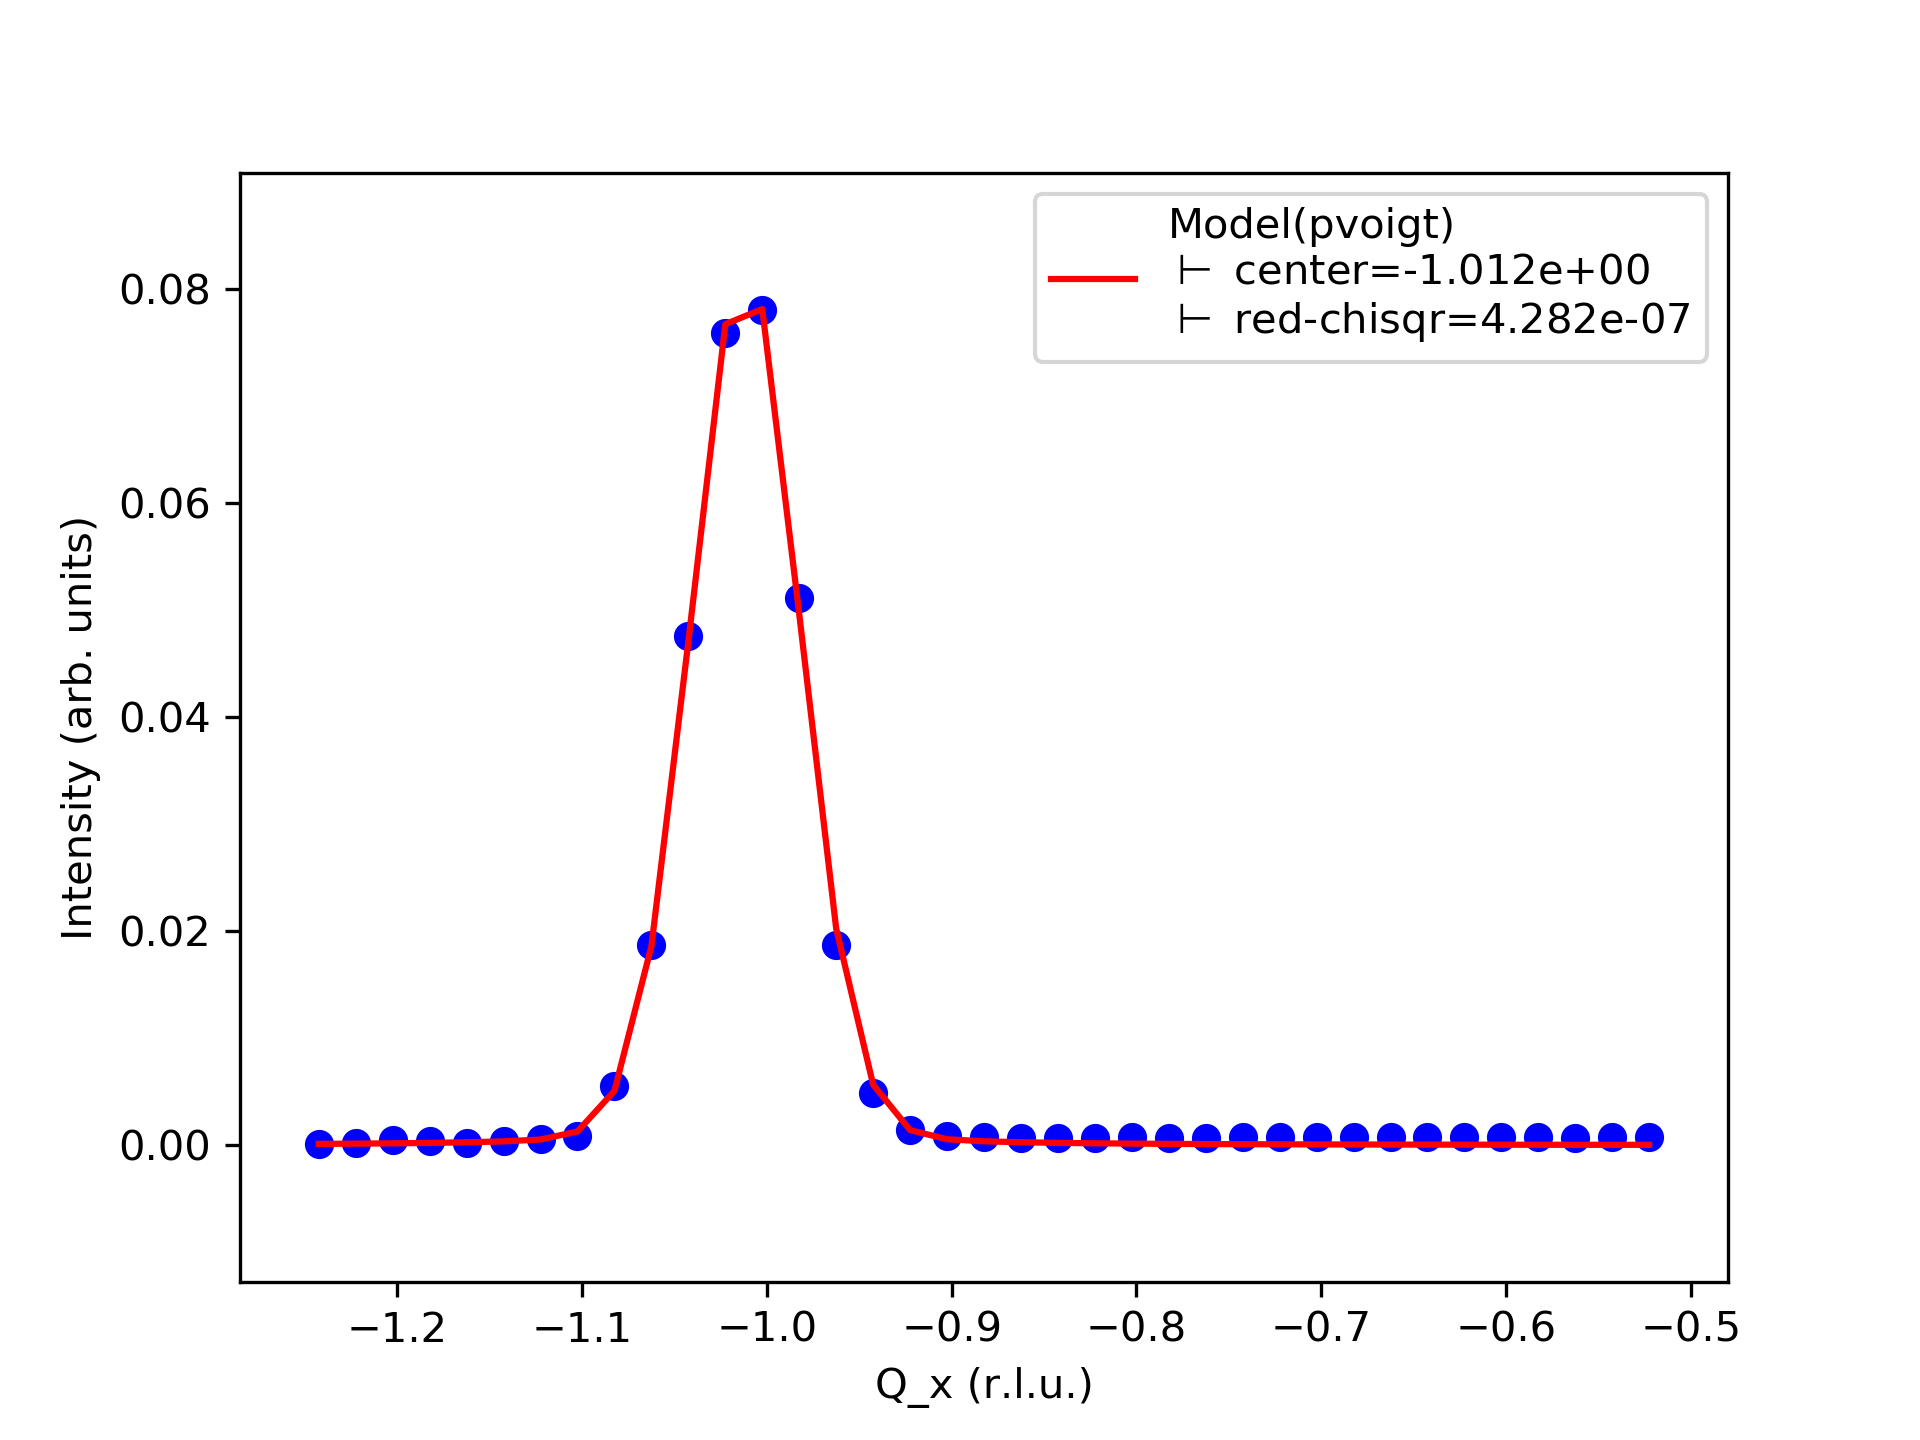 Model(pvoigt)
⊢ center=-1.012e+00
⊢ red-chisqr=4.282e-07
0.08
0.06
0.04
0.02
0.00
Intensity (arb. units)
−1.2 −1.1 −1.0 −0.9 −0.8 −0.7 −0.6 −0.5
Q_x (r.l.u.)